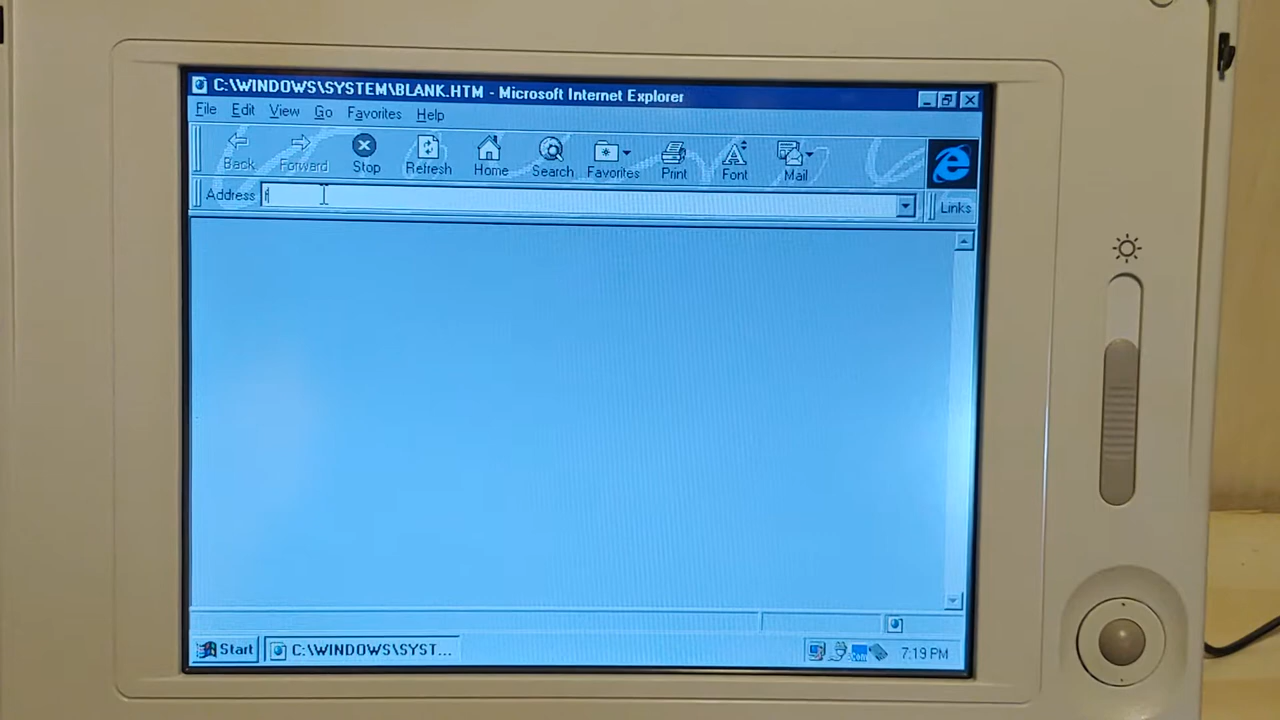 C:\WINDOWS\SYSTEM\BLANK.HTM - Microsoft Internet Explorer
File Edit View Go Favorites Help
Back Forward Stop Refresh Home Search Favorites Print Font Mail
Address f
Links
Start C:\WINDOWS\SYST... 7:19 PM